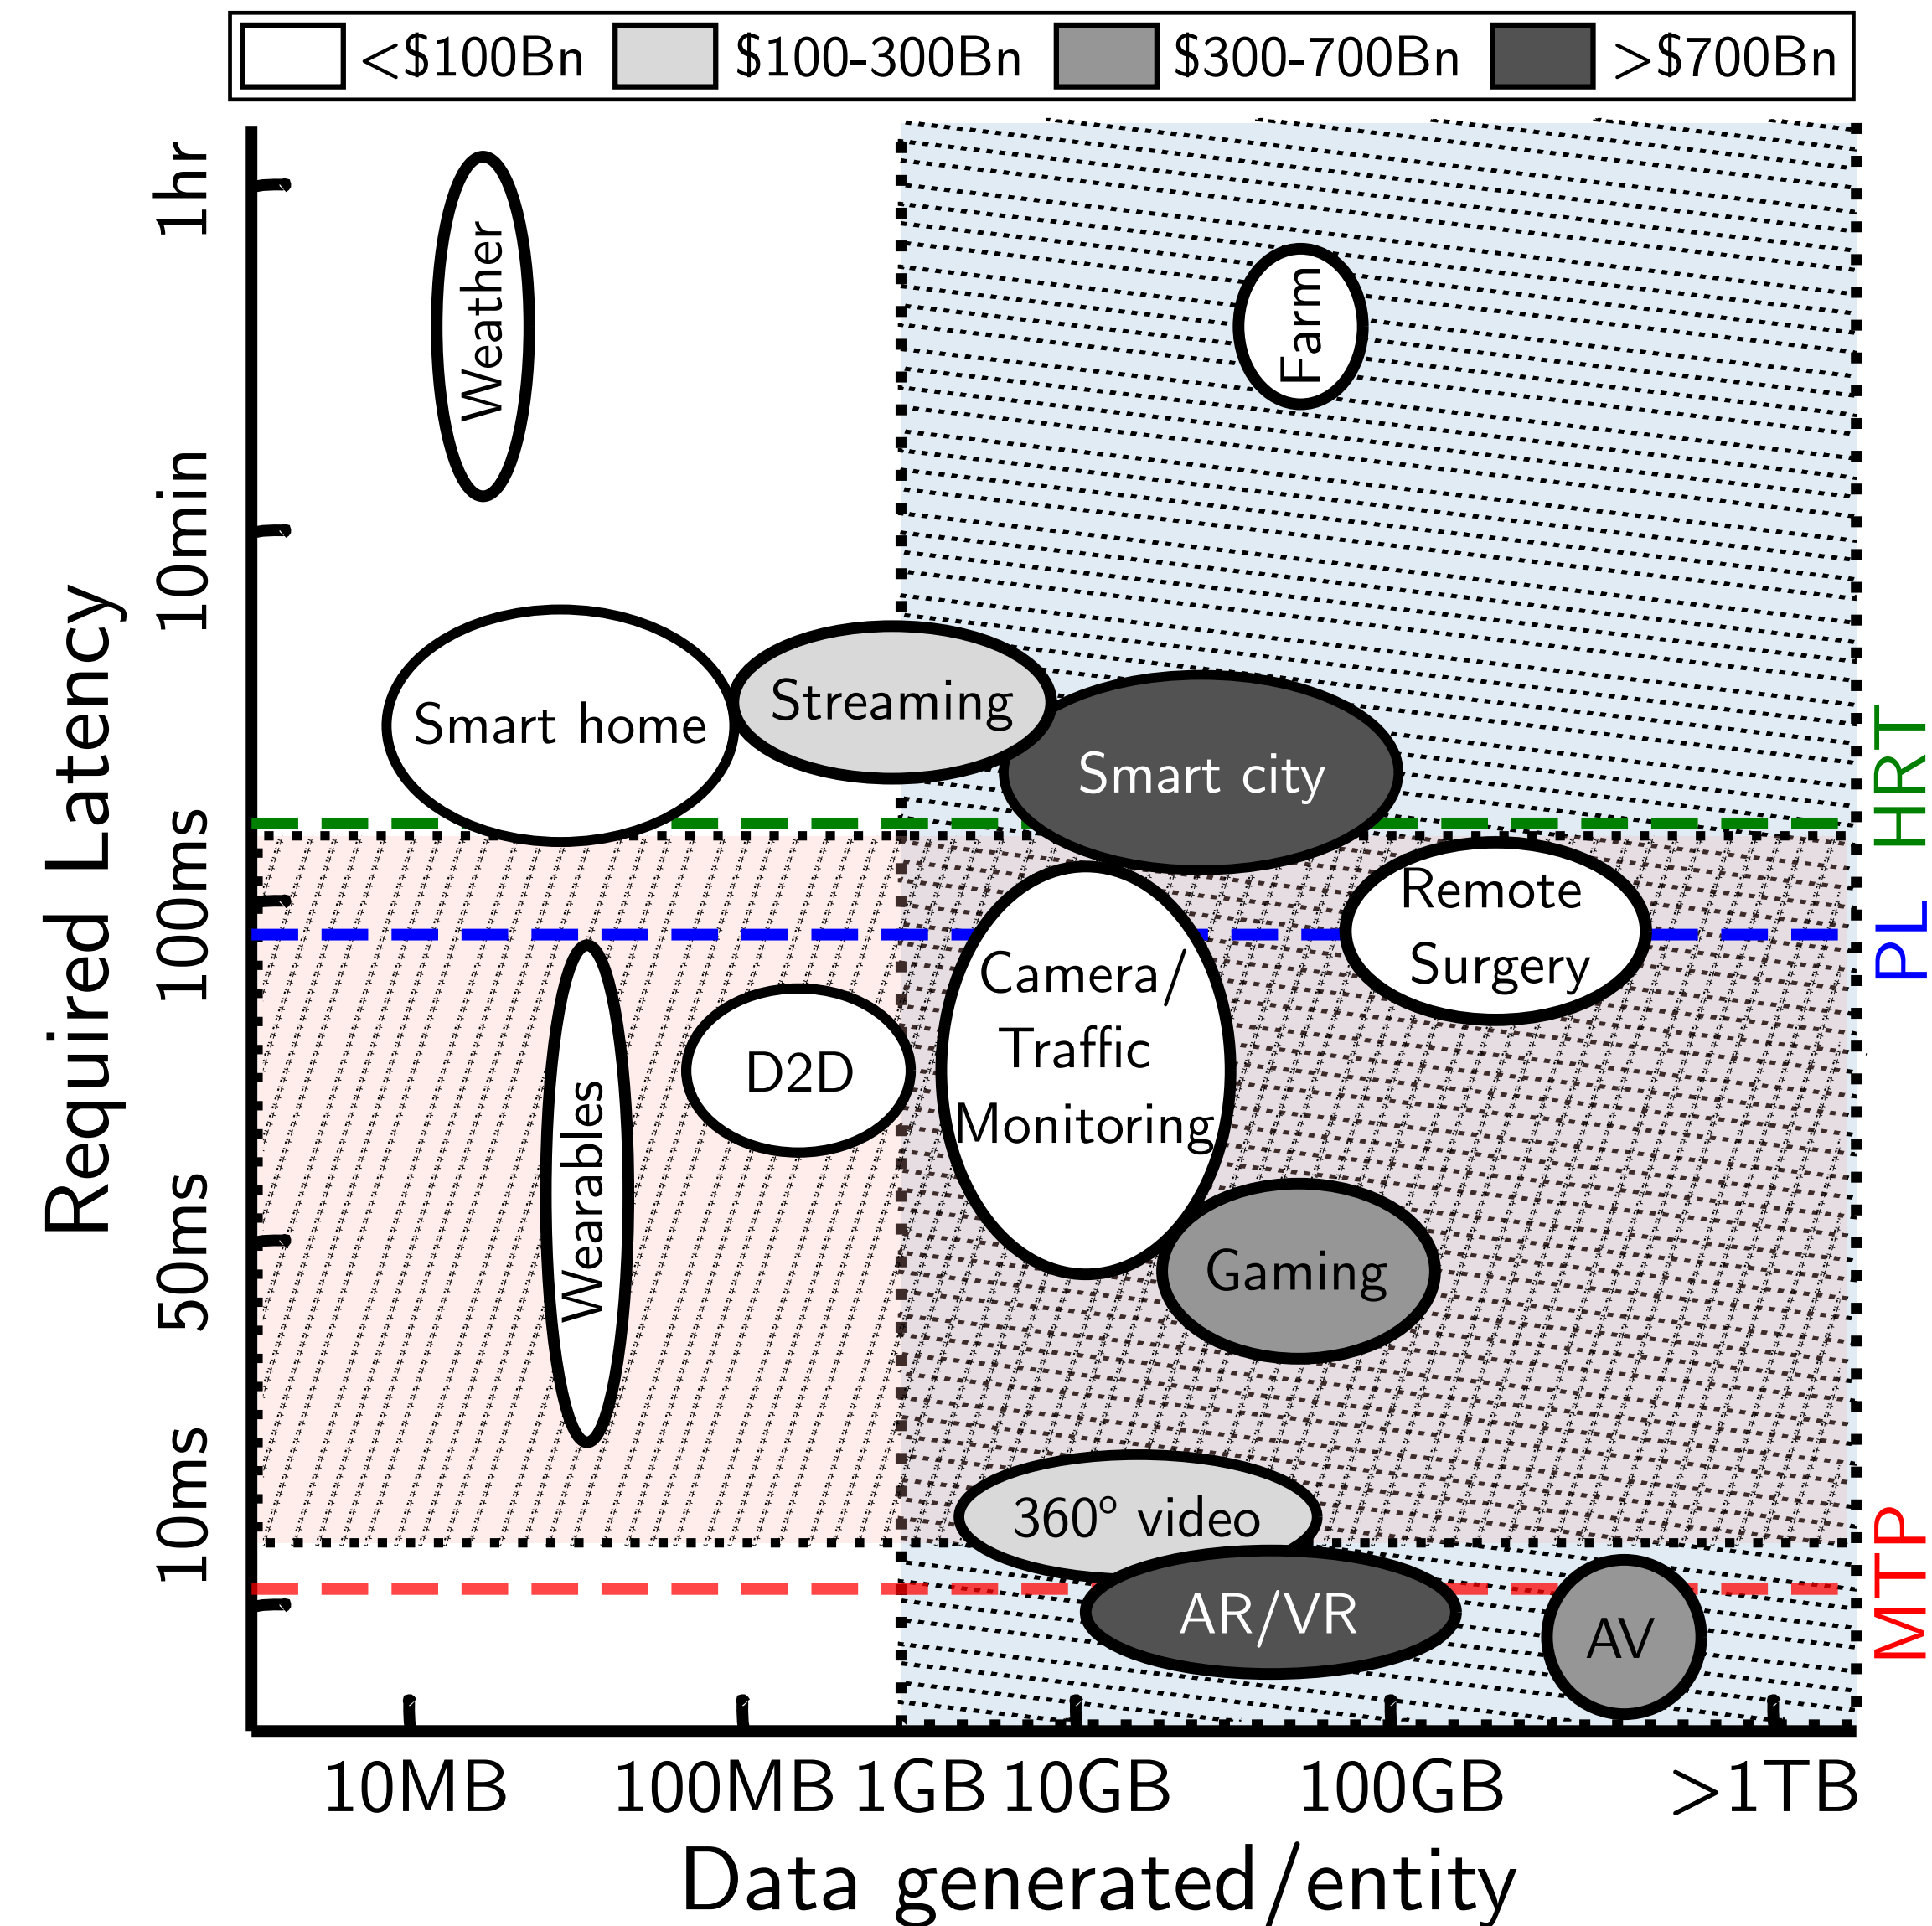 <$100Bn
$100-300Bn
$300-700Bn
>$700Bn
Required Latency
1hr
10min
100ms
50ms
10ms
Weather
Farm
Smart home
Streaming
Smart city
HRT
Remote
Surgery
PL
Camera/
Traffic
Monitoring
D2D
Wearables
Gaming
360º video
AR/VR
AV
MTP
10MB
100MB
1GB
10GB
100GB
>1TB
Data generated/entity